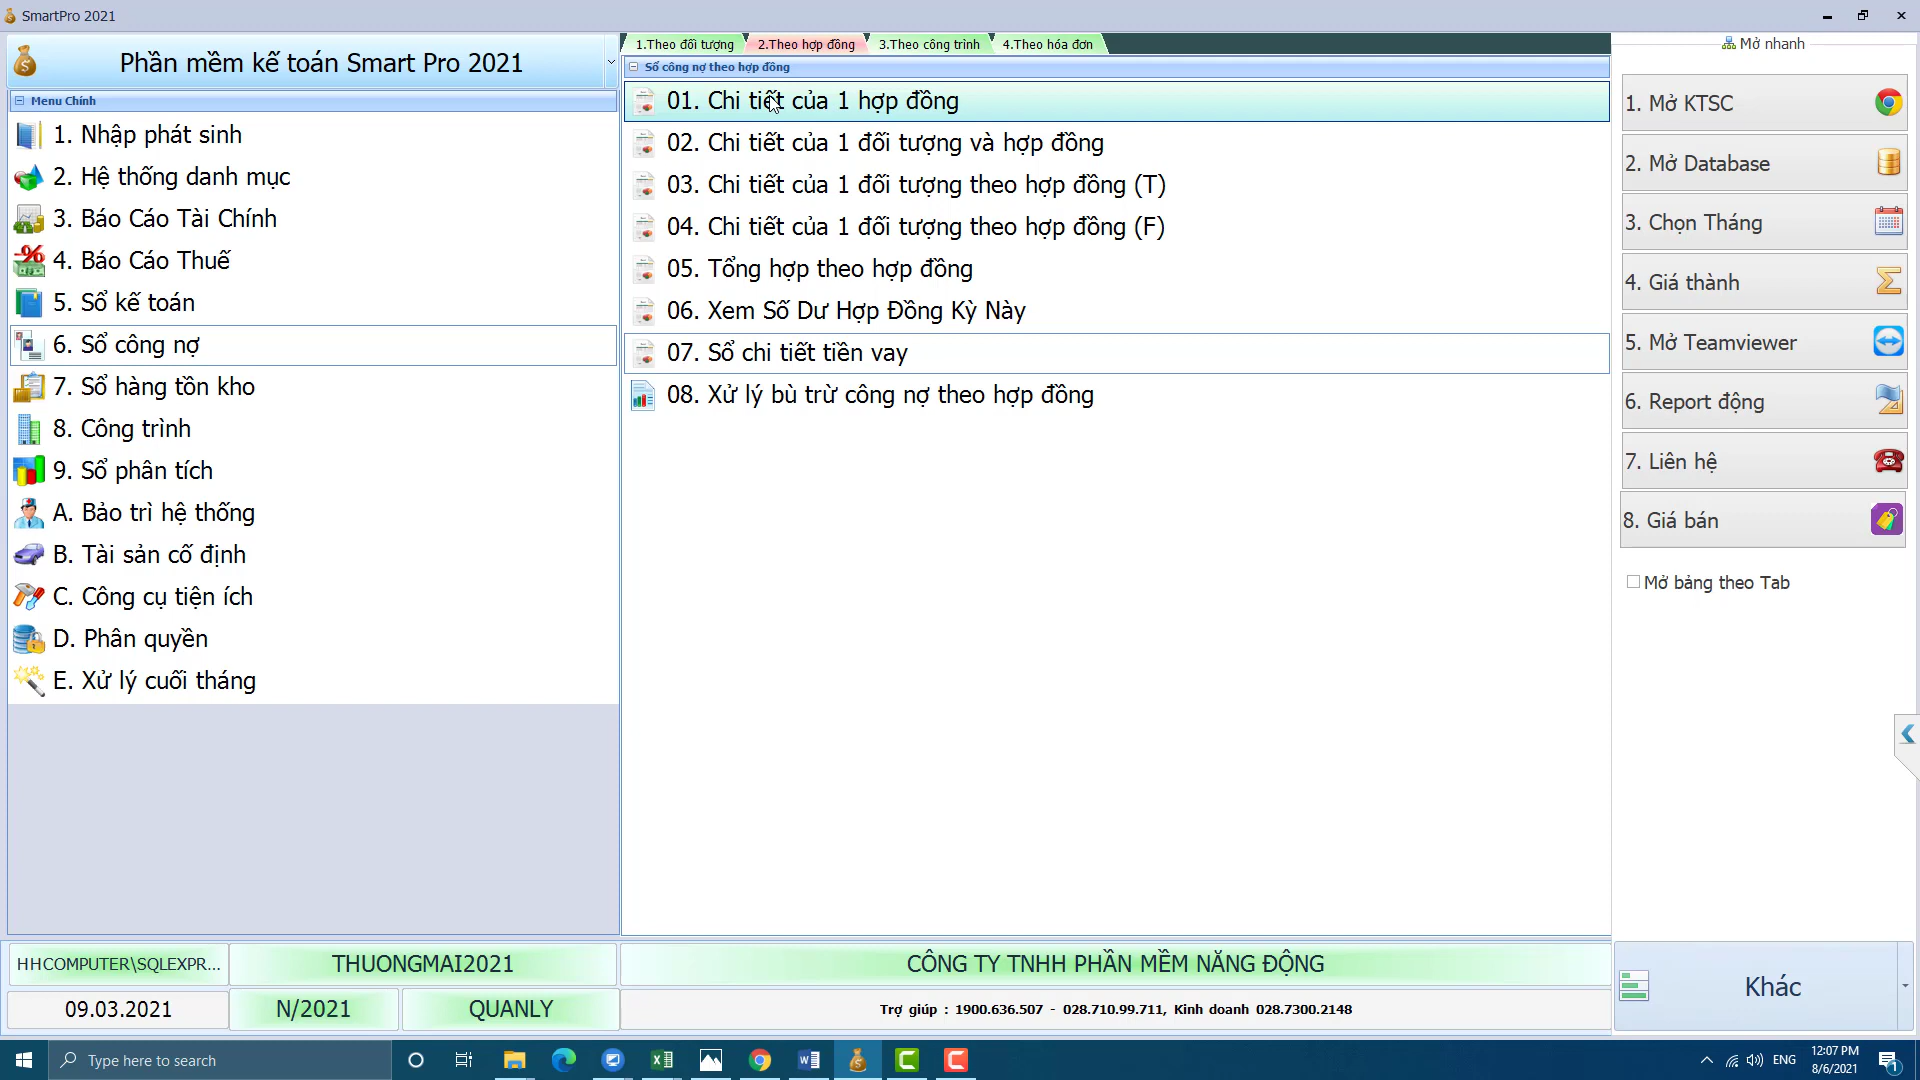 SmartPro 2021
Phần mềm kế toán Smart Pro 2021
Menu Chính
1. Nhập phát sinh
2. Hệ thống danh mục
3. Báo Cáo Tài Chính
4. Báo Cáo Thuế
5. Sổ kế toán
6. Sổ công nợ
7. Sổ hàng tồn kho
8. Công trình
9. Sổ phân tích
A. Bảo trì hệ thống
B. Tài sản cố định
C. Công cụ tiện ích
D. Phân quyền
E. Xử lý cuối tháng
1.Theo đối tượng
2.Theo hợp đồng
3.Theo công trình
4.Theo hóa đơn
Sổ công nợ theo hợp đồng
01. Chi tiết của 1 hợp đồng
02. Chi tiết của 1 đối tượng và hợp đồng
03. Chi tiết của 1 đối tượng theo hợp đồng (T)
04. Chi tiết của 1 đối tượng theo hợp đồng (F)
05. Tổng hợp theo hợp đồng
06. Xem Số Dư Hợp Đồng Kỳ Này
07. Sổ chi tiết tiền vay
08. Xử lý bù trừ công nợ theo hợp đồng
Mở nhanh
1. Mở KTSC
2. Mở Database
3. Chọn Tháng
4. Giá thành
5. Mở Teamviewer
6. Report động
7. Liên hệ
8. Giá bán
Mở bảng theo Tab
HHCOMPUTER\SQLEXPR...
THUONGMAI2021
CÔNG TY TNHH PHẦN MỀM NĂNG ĐỘNG
09.03.2021
N/2021
QUANLY
Trợ giúp : 1900.636.507 - 028.710.99.711, Kinh doanh 028.7300.2148
Khác
Type here to search
ENG
12:07 PM
8/6/2021
1